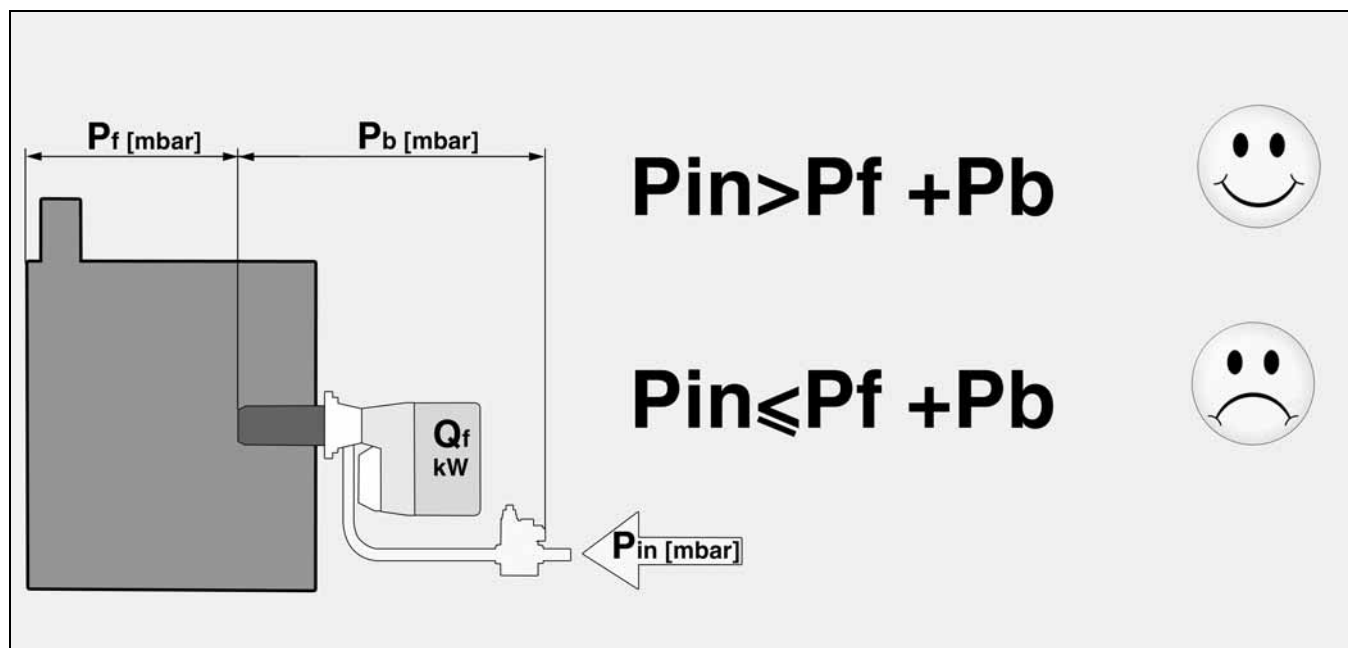 Pf [mbar]
Pb [mbar]
Pin>Pf +Pb
Pin⩽Pf +Pb
Qf
kW
Pin [mbar]